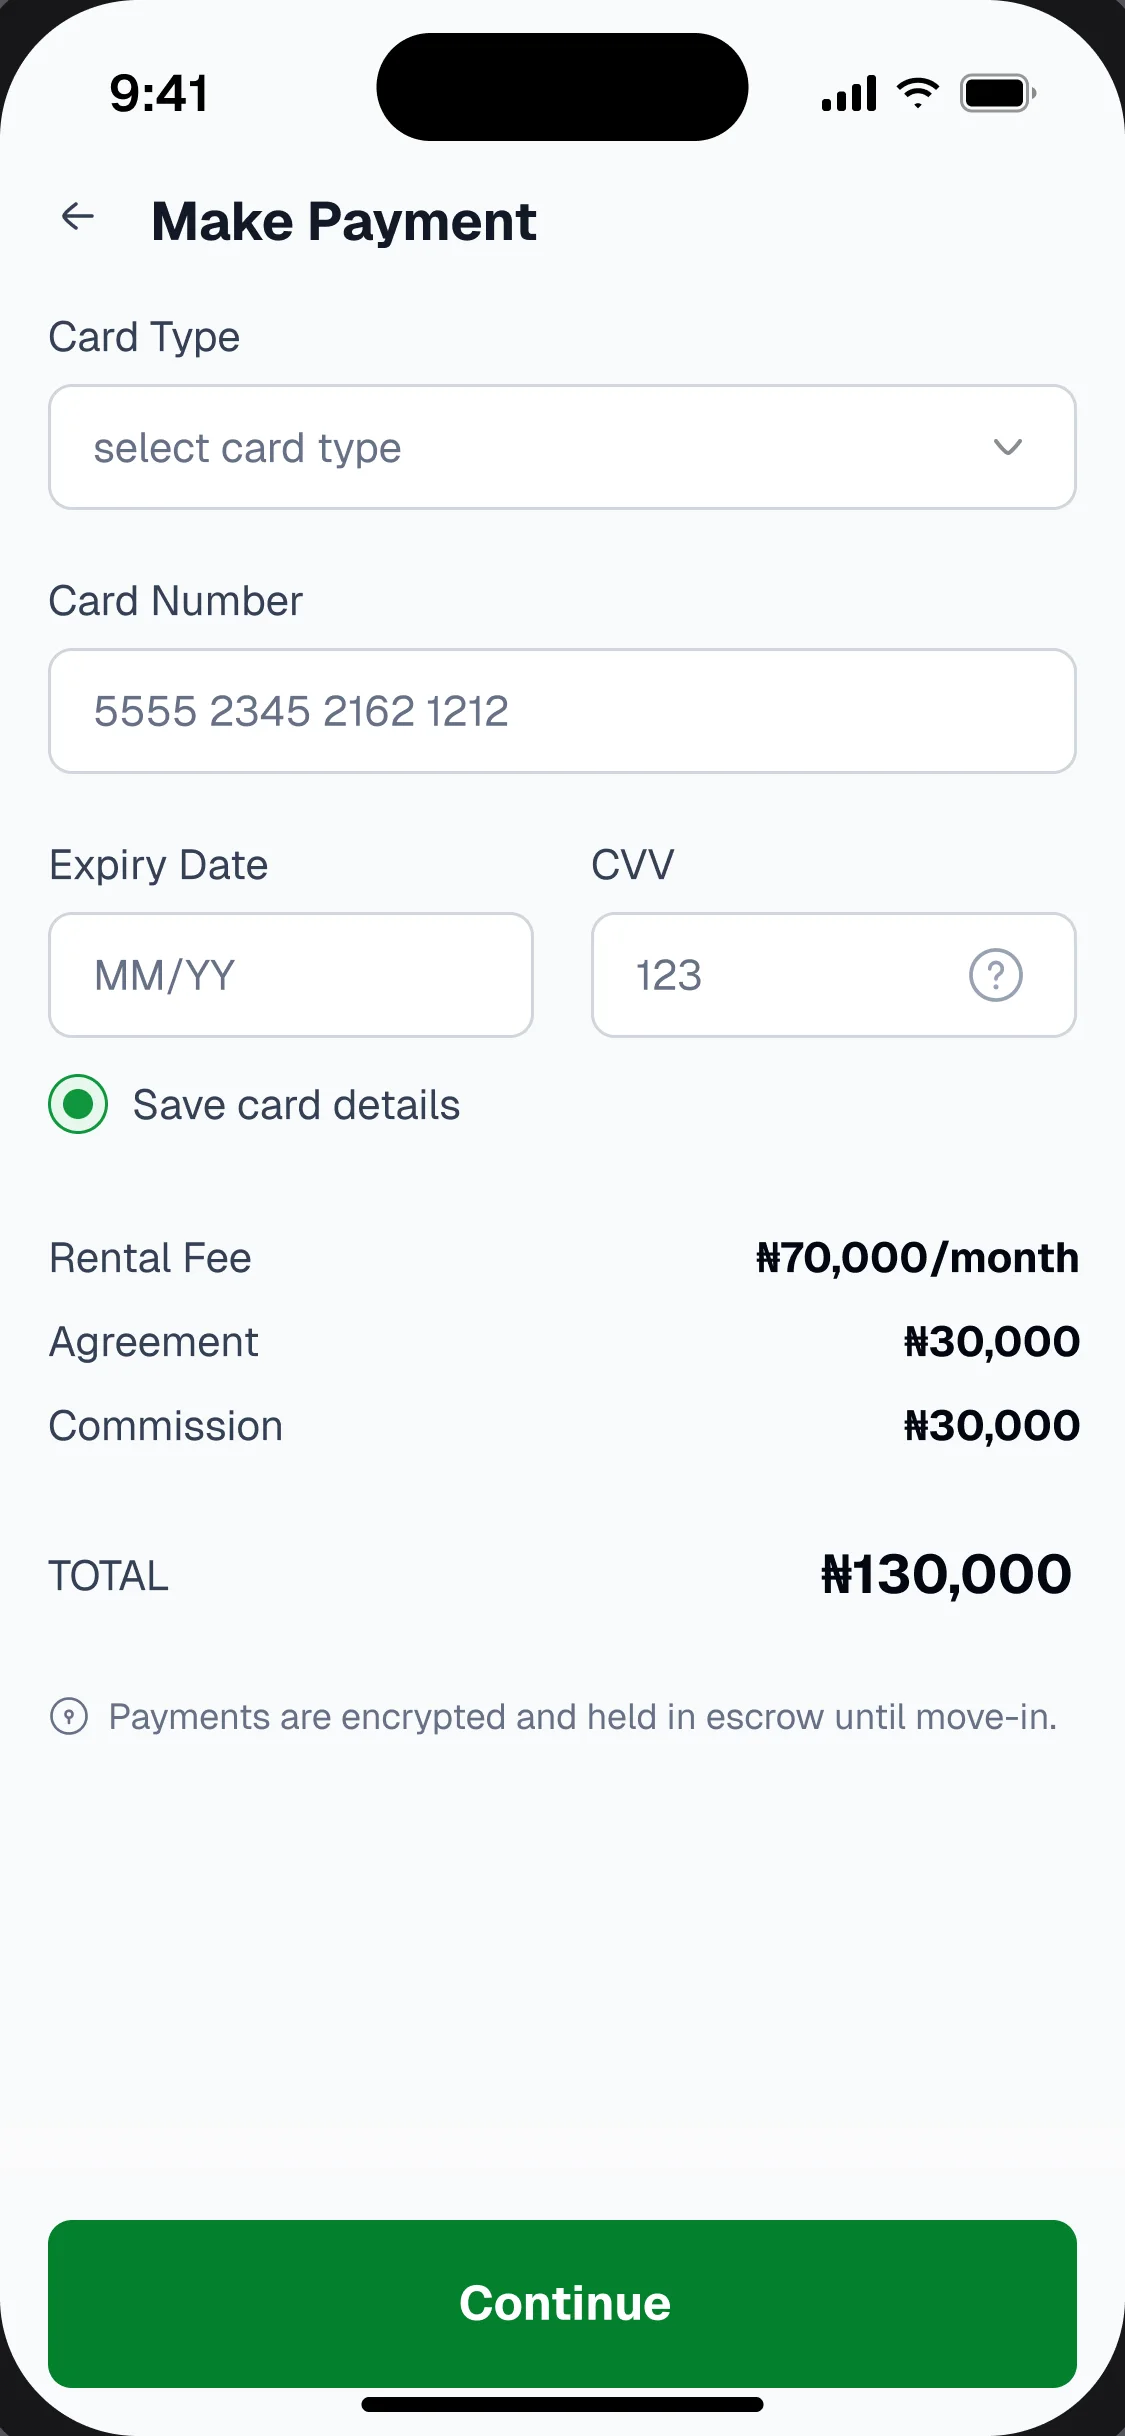 9:41
Make Payment
Card Type
select card type
Card Number
5555 2345 2162 1212
Expiry Date CVV
MM/YY 123 ?
Save card details
Rental Fee ₦70,000/month
Agreement ₦30,000
Commission ₦30,000
TOTAL ₦130,000
Payments are encrypted and held in escrow until move-in.
Continue